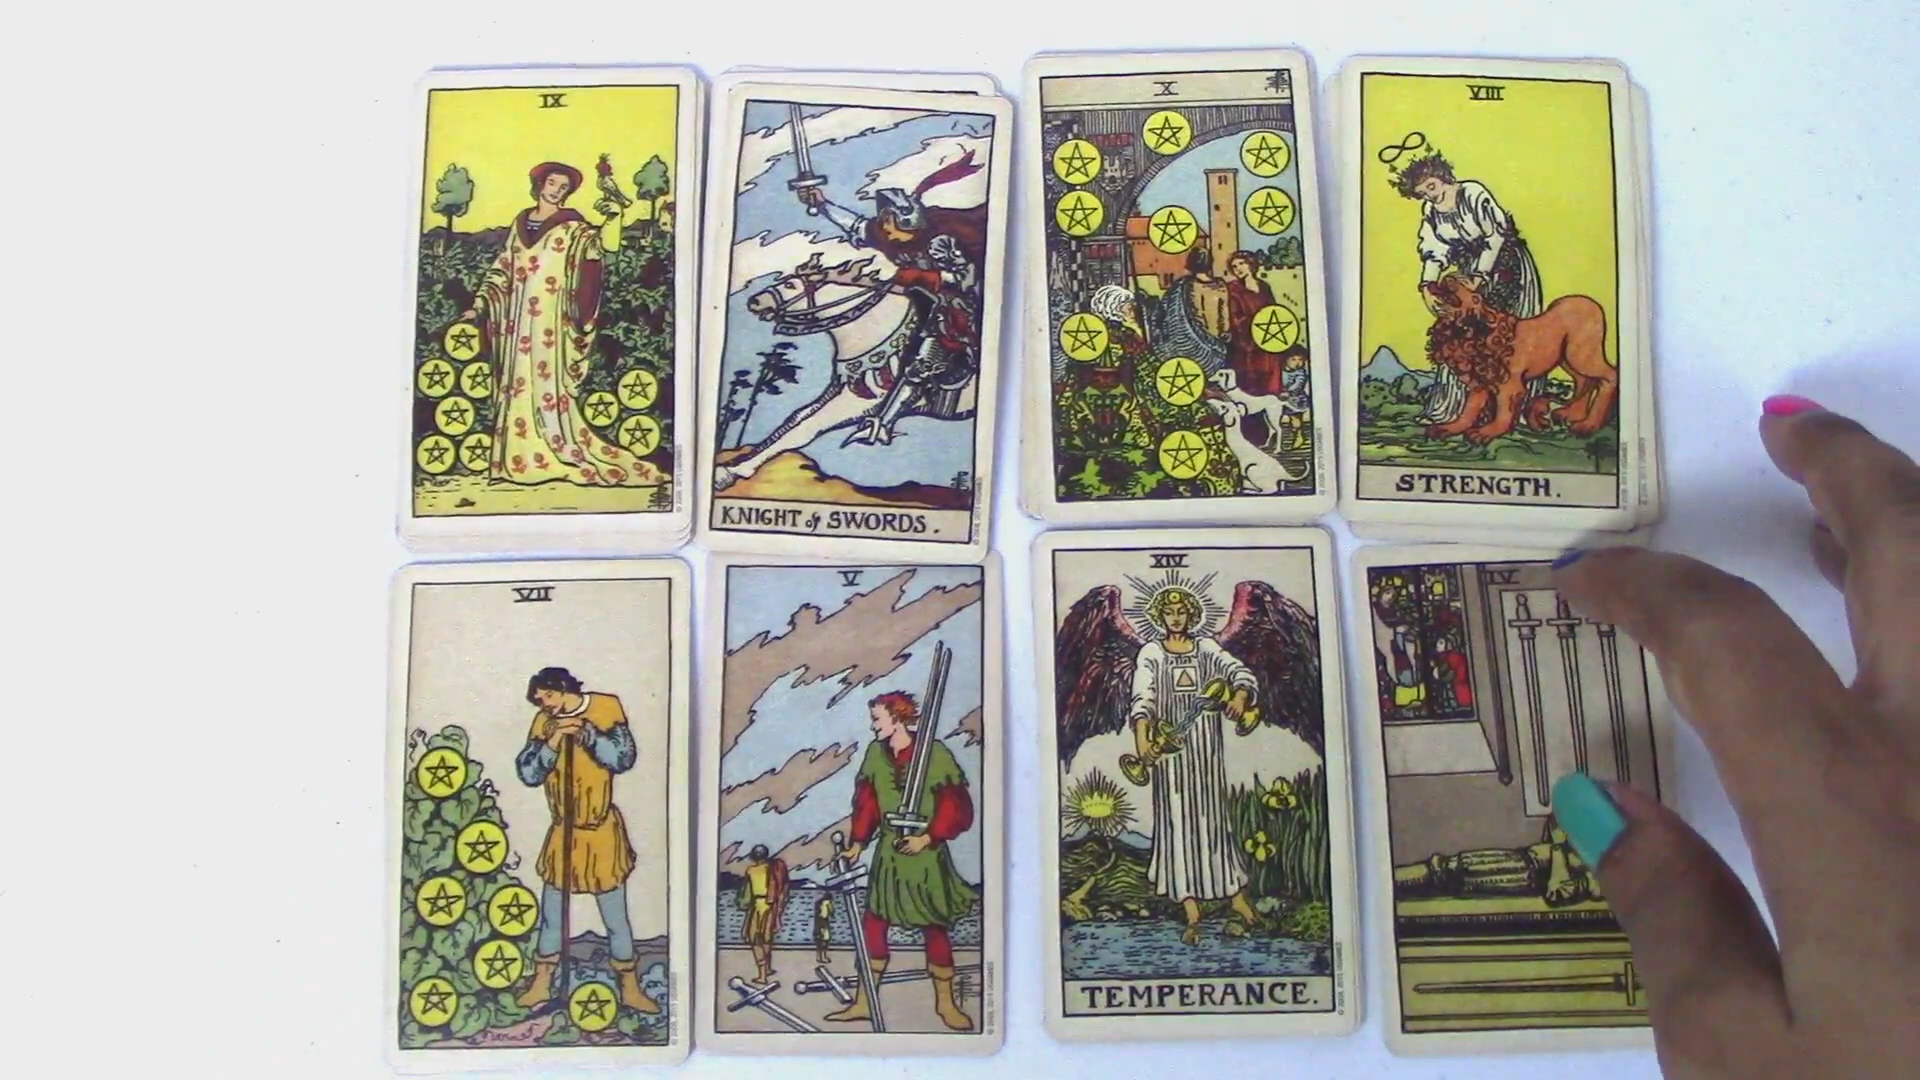 IX
KNIGHT of SWORDS.
X
VIII
STRENGTH.
VII
V
XIV
TEMPERANCE.
IV